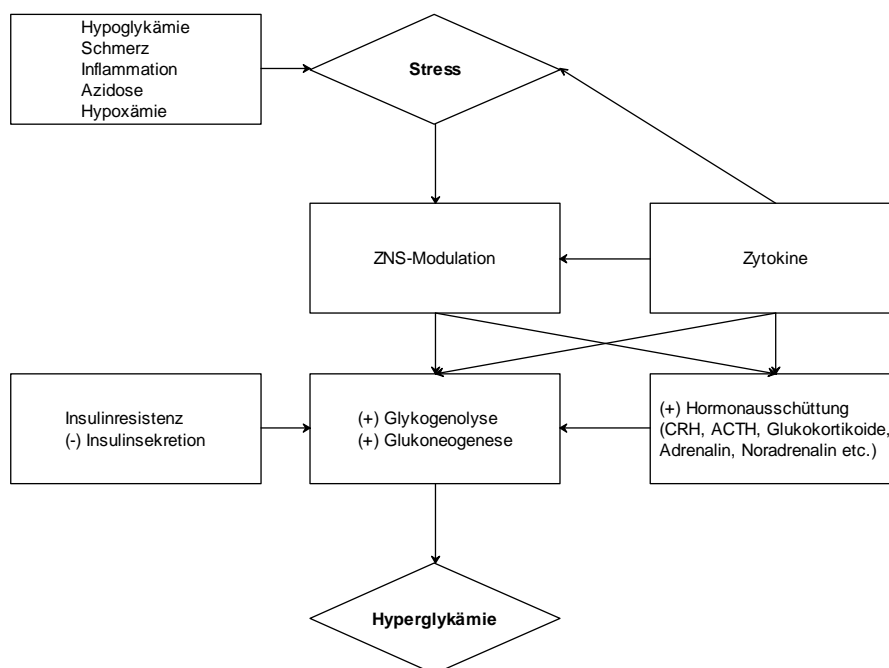 Hypoglykämie
Schmerz
Inflammation
Azidose
Hypoxämie
Stress
ZNS-Modulation
Zytokine
Insulinresistenz
(-) Insulinsekretion
(+) Glykogenolyse
(+) Glukoneogenese
(+) Hormonausschüttung
(CRH, ACTH, Glukokortikoide,
Adrenalin, Noradrenalin etc.)
Hyperglykämie